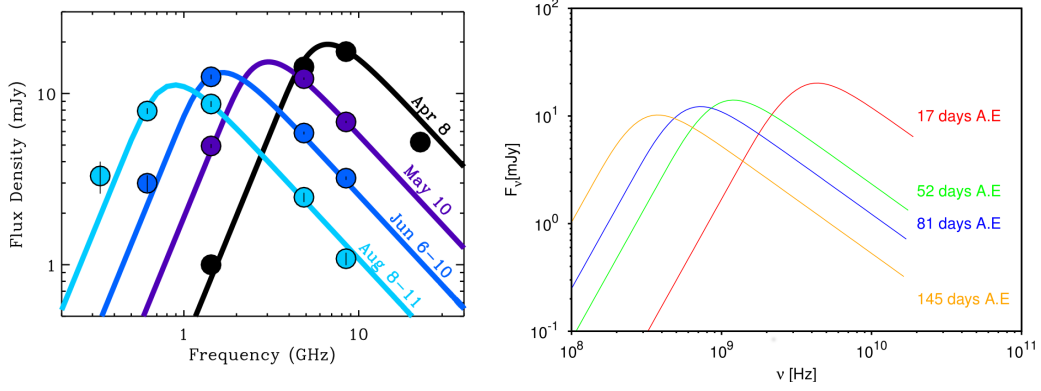 10
1
Flux Density (mJy)
1
10
Frequency (GHz)
Apr 8
May 10
Jun 6-10
Aug 8-11
10²
10¹
10⁰
10⁻¹
Fν[mJy]
10⁸
10⁹
10¹⁰
10¹¹
ν [Hz]
17 days A.E
52 days A.E
81 days A.E
145 days A.E